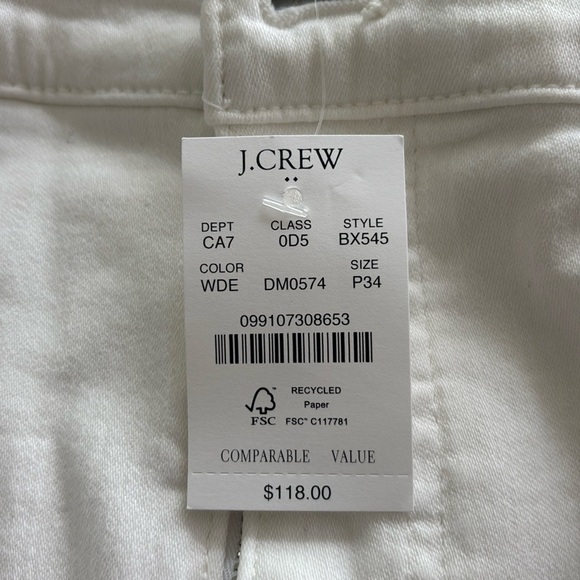 J.CREW
DEPT CLASS STYLE
CA7 0D5 BX545
COLOR SIZE
WDE DM0574 P34
099107308653
RECYCLED
Paper
FSC FSC™ C117781
COMPARABLE VALUE
$118.00